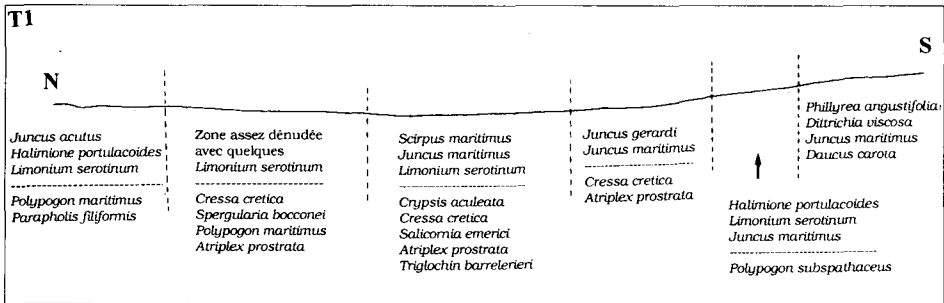 T1
N
S
Juncus acutus
Halimione portulacoides
Limonium serotinum
Polypogon maritimus
Parapholis filiformis
Zone assez dénudée
avec quelques
Limonium serotinum
Cressa cretica
Spergularia bocconei
Polypogon maritimus
Atriplex prostrata
Scirpus maritimus
Juncus maritimus
Limonium serotinum
Crypsis aculeata
Cressa cretica
Salicornia emerici
Atriplex prostrata
Triglochin barrelerieri
Juncus gerardi
Juncus maritimus
Cressa cretica
Atriplex prostrata
Halimione portulacoides
Limonium serotinum
Juncus maritimus
Polypogon subspathaceus
Phillyrea angustifolia
Dittrichia viscosa
Juncus maritimus
Daucus carota